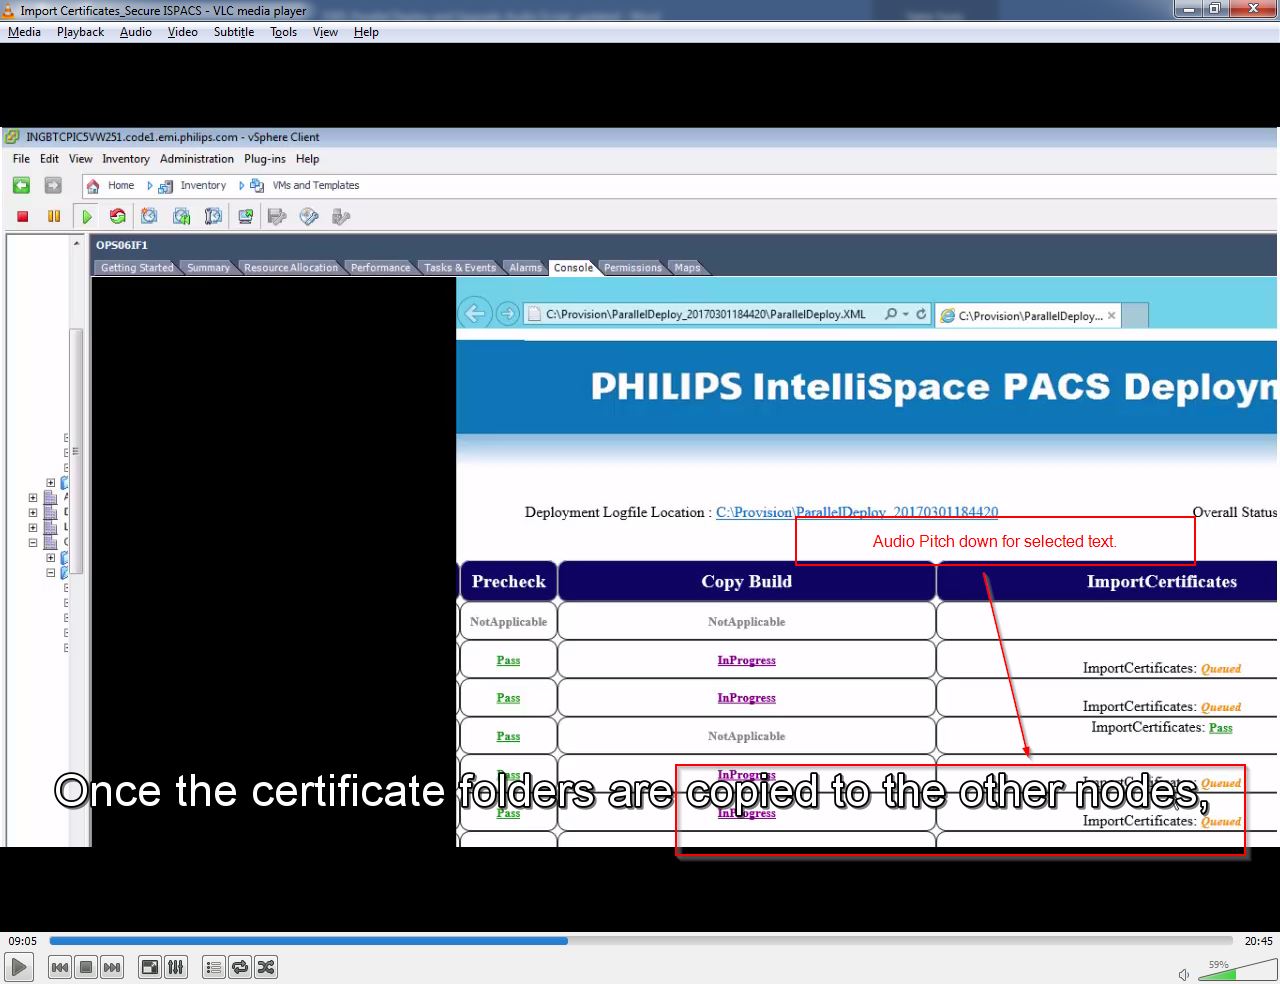 Import Certificates_Secure ISPACS - VLC media player
Media Playback Audio Video Subtitle Tools View Help
INGBTCPIC5VW251.code1.emi.philips.com - vSphere Client
File Edit View Inventory Administration Plug-ins Help
Home Inventory VMs and Templates
OPS06IF1
Getting Started Summary Resource Allocation Performance Tasks & Events Alarms Console Permissions Maps
C:\Provision\ParallelDeploy_20170301184420\ParallelDeploy.XML C:\Provision\ParallelDeploy...
PHILIPS IntelliSpace PACS Deploym
Deployment Logfile Location : C:\Provision\ParallelDeploy_20170301184420 Overall Status
Audio Pitch down for selected text.
Precheck Copy Build ImportCertificates
NotApplicable NotApplicable
Pass InProgress ImportCertificates: Queued
Pass InProgress ImportCertificates: Queued
Pass NotApplicable ImportCertificates: Pass
Pass InProgress ImportCertificates: Queued
Once the certificate folders are copied to the other nodes,
Pass InProgress ImportCertificates: Queued
09:05 20:45
59%